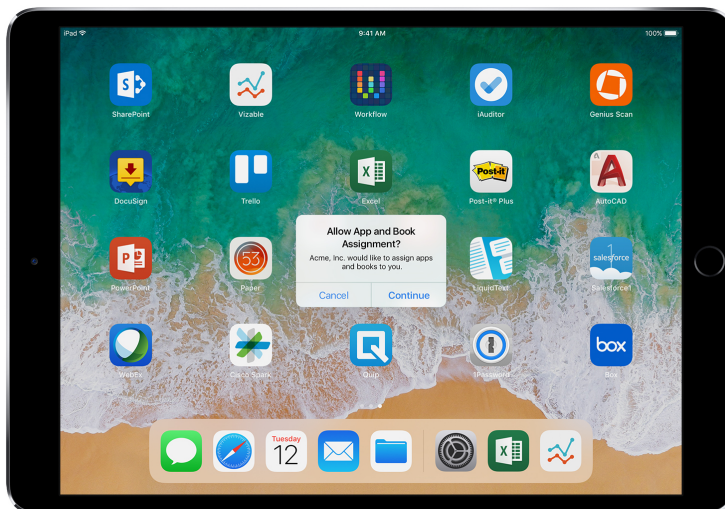 iPad 9:41 AM 100%
SharePoint Vizable Workflow iAuditor Genius Scan
Post-it
DocuSign Trello Excel Post-it® Plus AutoCAD
Allow App and Book
Assignment?
Acme, Inc. would like to assign apps
and books to you.
53 salesforce
PowerPoint Paper LiquidText Salesforce1
Cancel Continue
box
WebEx Cisco Spark Quip 1Password Box
Tuesday
12